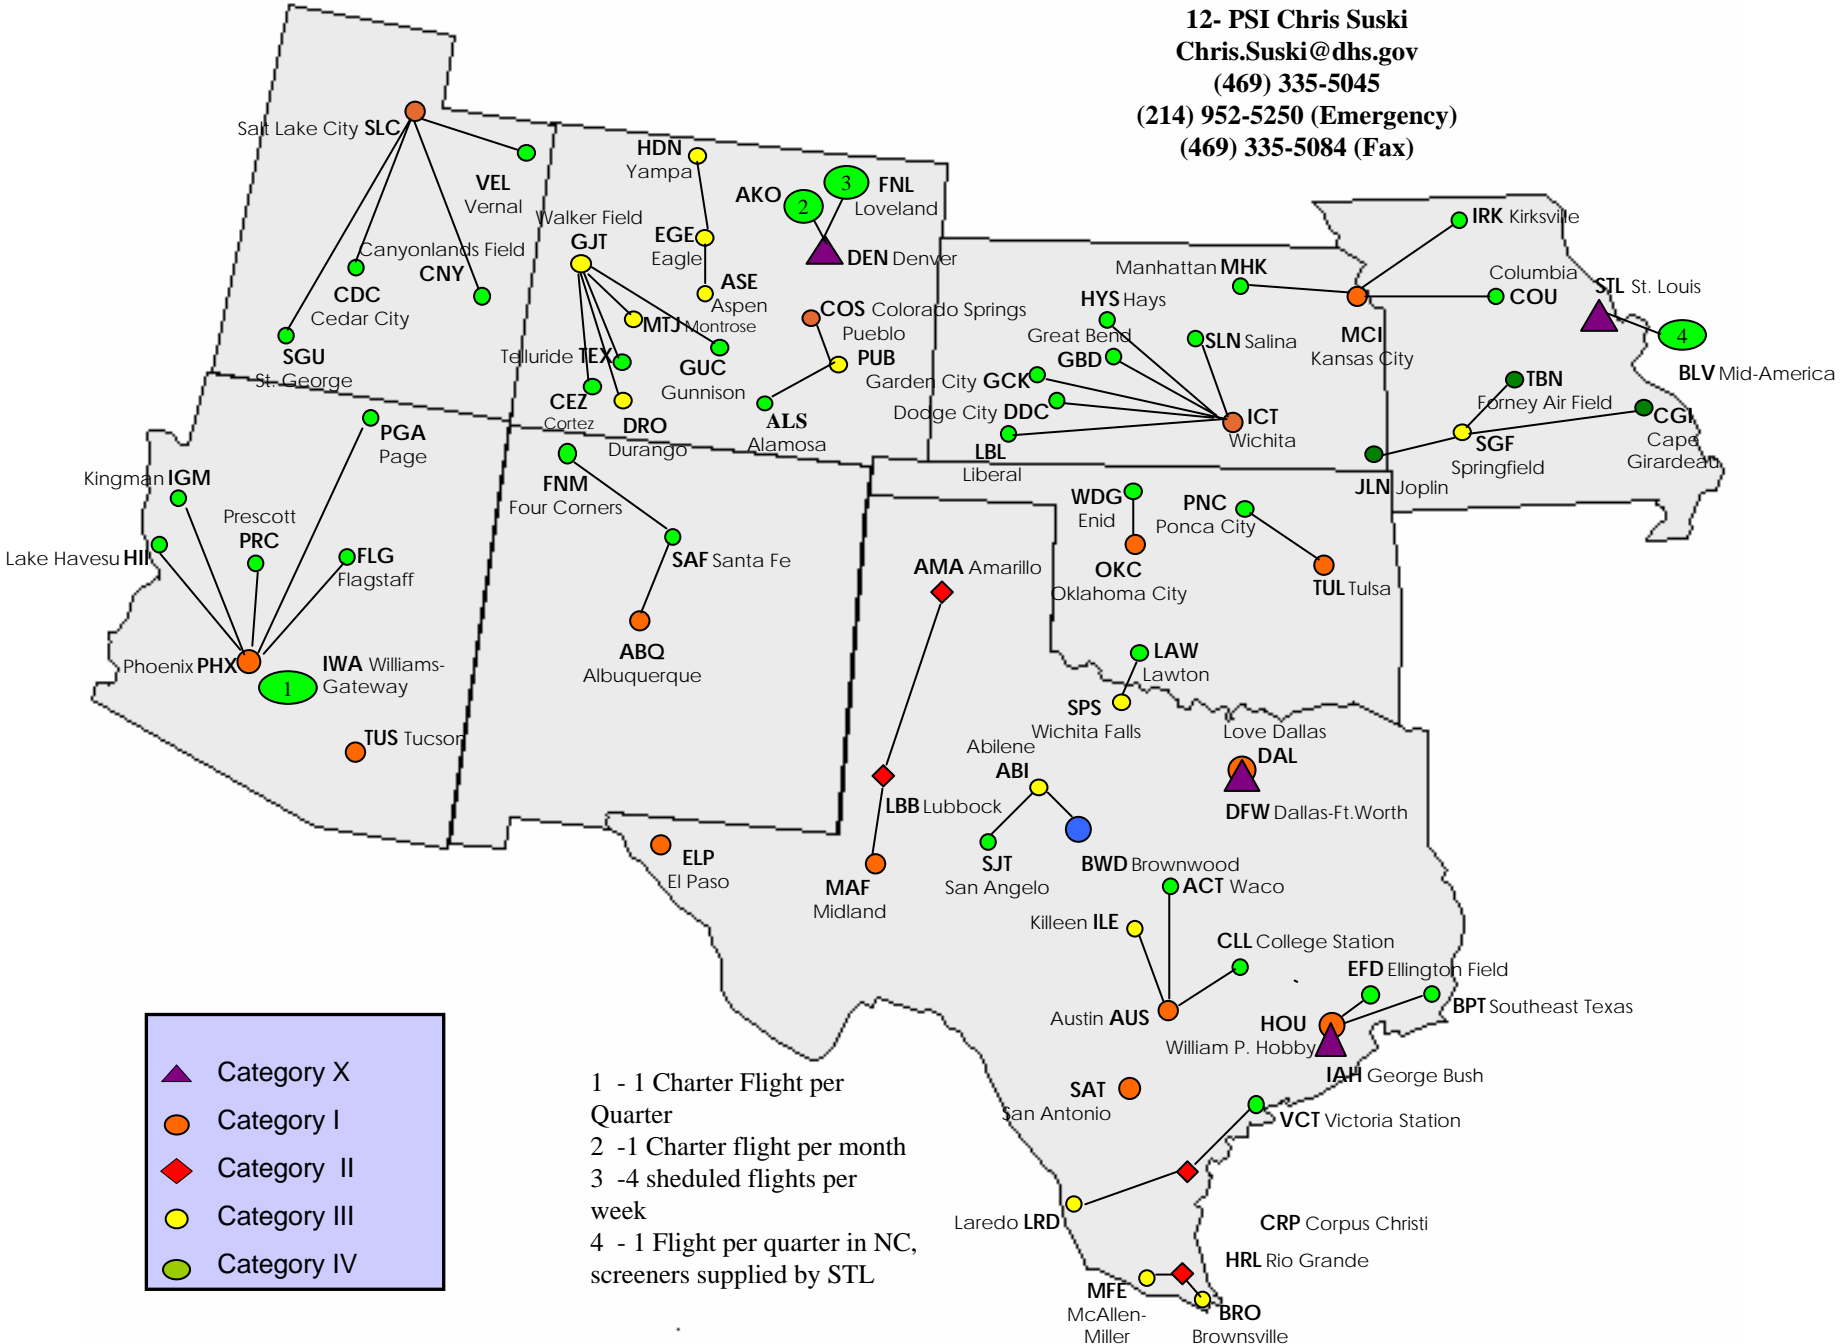 12- PSI Chris Suski
Chris.Suski@dhs.gov
(469) 335-5045
(214) 952-5250 (Emergency)
(469) 335-5084 (Fax)
Salt Lake City SLC
VEL
Vernal
Canyonlands Field
CNY
CDC
Cedar City
SGU
St. George
HDN
Yampa
AKO
2
3
FNL
Loveland
Walker Field
GJT
EGE
Eagle
DEN Denver
ASE
Aspen
MTJ Montrose
COS Colorado Springs
Pueblo
PUB
Telluride TEX
GUC
Gunnison
CEZ
Cortez
DRO
Durango
ALS
Alamosa
Manhattan MHK
HYS Hays
Great Bend
GBD
SLN Salina
Garden City GCK
Dodge City DDC
LBL
Liberal
ICT
Wichita
IRK Kirksville
Columbia
COU
STL St. Louis
MCI
Kansas City
4
BLV Mid-America
TBN
Forney Air Field
CGI
Cape
Girardeau
SGF
Springfield
JLN Joplin
PGA
Page
Kingman IGM
Prescott
PRC
Lake Havesu HII
FLG
Flagstaff
Phoenix PHX
IWA Williams-
Gateway
1
TUS Tucson
FNM
Four Corners
SAF Santa Fe
ABQ
Albuquerque
WDG
Enid
PNC
Ponca City
OKC
Oklahoma City
TUL Tulsa
AMA Amarillo
LAW
Lawton
SPS
Wichita Falls
Love Dallas
DAL
DFW Dallas-Ft.Worth
Abilene
ABI
LBB Lubbock
SJT
San Angelo
BWD Brownwood
ELP
El Paso
MAF
Midland
ACT Waco
Killeen ILE
CLL College Station
EFD Ellington Field
BPT Southeast Texas
Austin AUS
HOU
William P. Hobby
IAH George Bush
SAT
San Antonio
VCT Victoria Station
Laredo LRD
CRP Corpus Christi
HRL Rio Grande
MFE
McAllen-
Miller
BRO
Brownsville
Category X
Category I
Category II
Category III
Category IV
1 - 1 Charter Flight per
Quarter
2 -1 Charter flight per month
3 -4 sheduled flights per
week
4 - 1 Flight per quarter in NC,
screeners supplied by STL